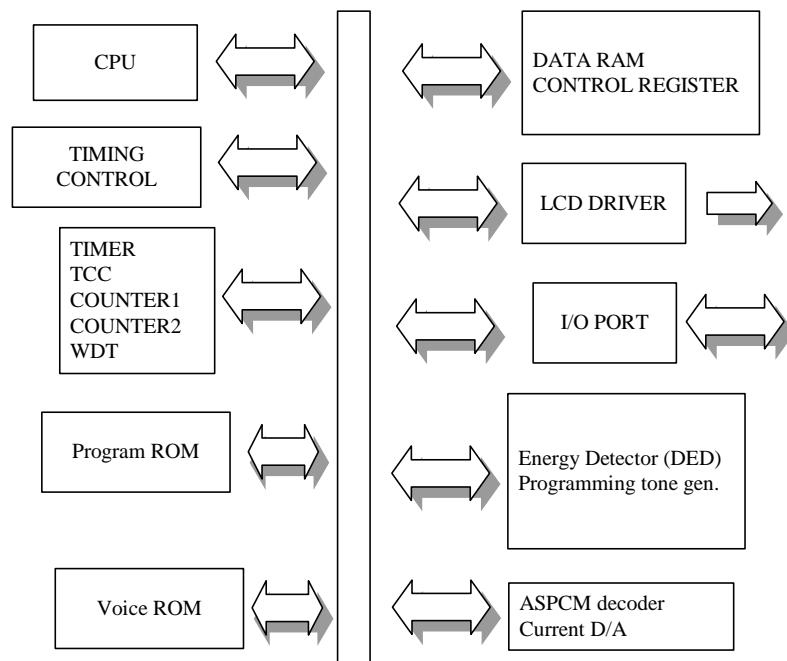 CPU
TIMING
CONTROL
TIMER
TCC
COUNTER1
COUNTER2
WDT
Program ROM
Voice ROM
DATA RAM
CONTROL REGISTER
LCD DRIVER
I/O PORT
Energy Detector (DED)
Programming tone gen.
ASPCM decoder
Current D/A